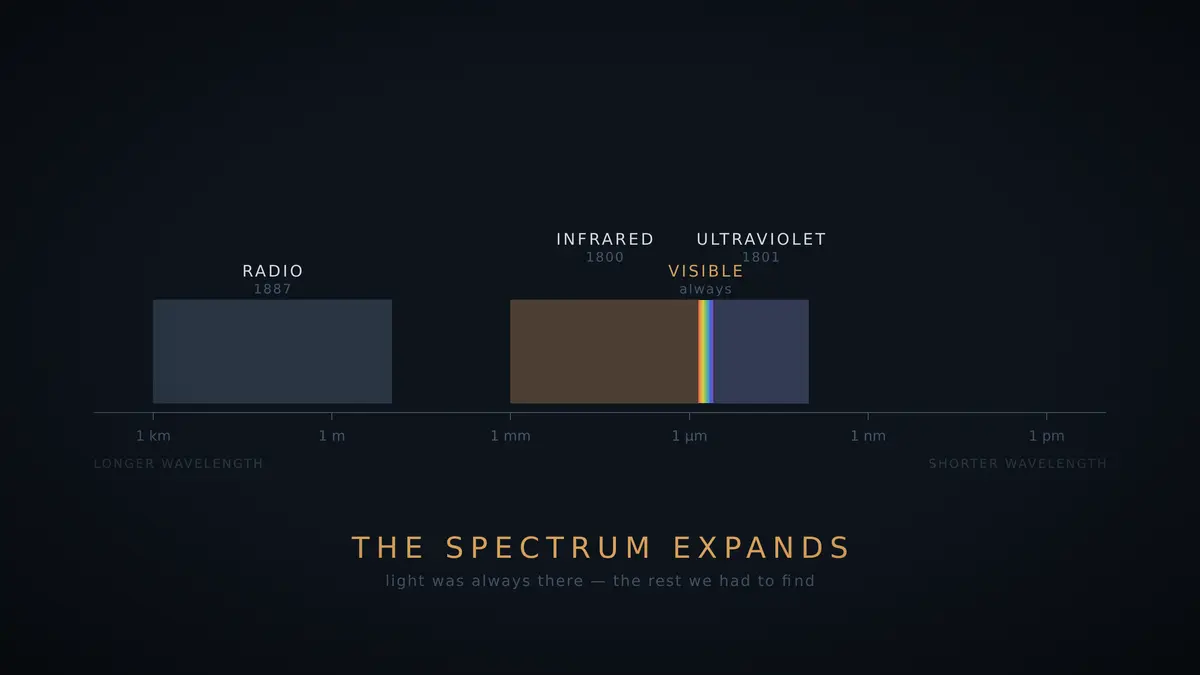 INFRARED
1800
ULTRAVIOLET
1801
RADIO
1887
VISIBLE
always
1 km
1 m
1 mm
1 µm
1 nm
1 pm
LONGER WAVELENGTH
SHORTER WAVELENGTH
THE SPECTRUM EXPANDS
light was always there — the rest we had to find